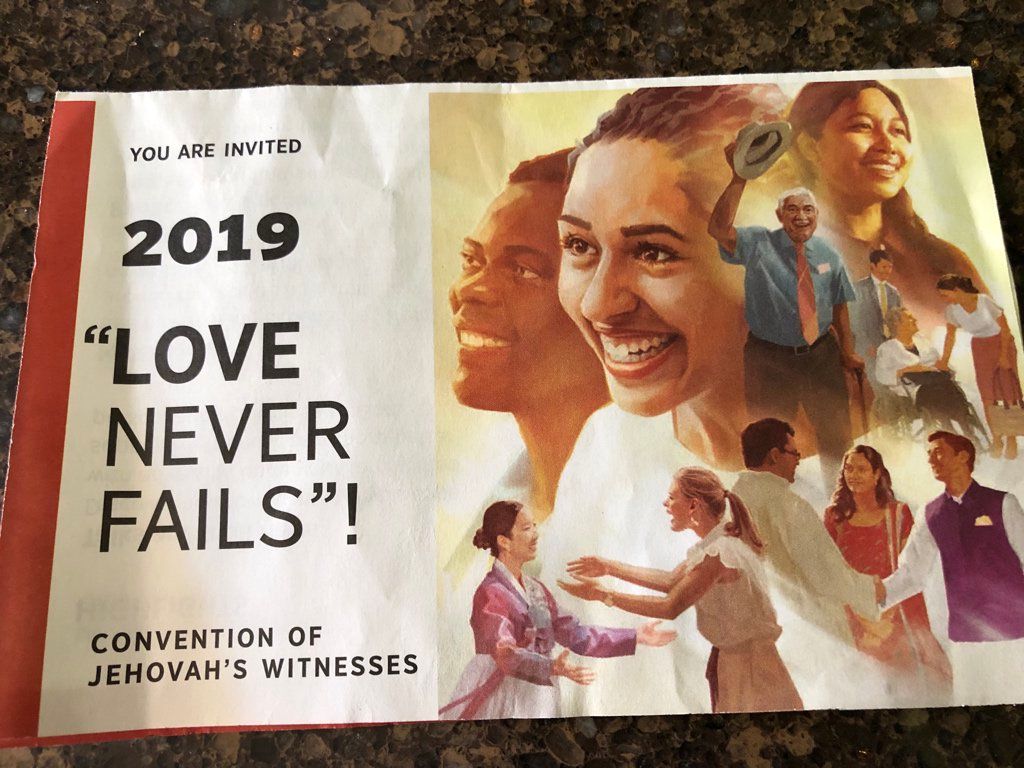 YOU ARE INVITED
2019
“LOVE
NEVER
FAILS”!
CONVENTION OF
JEHOVAH’S WITNESSES